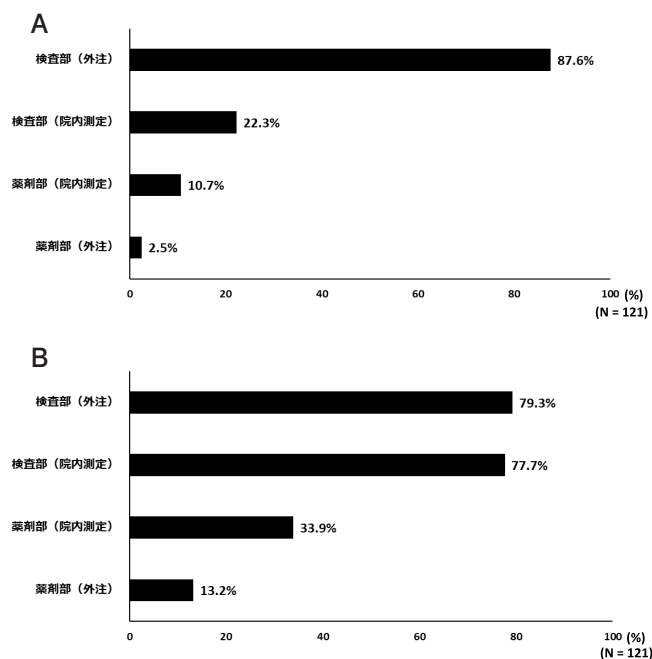 A
検査部（外注） 87.6%
検査部（院内測定） 22.3%
薬剤部（院内測定） 10.7%
薬剤部（外注） 2.5%
0 20 40 60 80 100 (%)
(N = 121)
B
検査部（外注） 79.3%
検査部（院内測定） 77.7%
薬剤部（院内測定） 33.9%
薬剤部（外注） 13.2%
0 20 40 60 80 100 (%)
(N = 121)